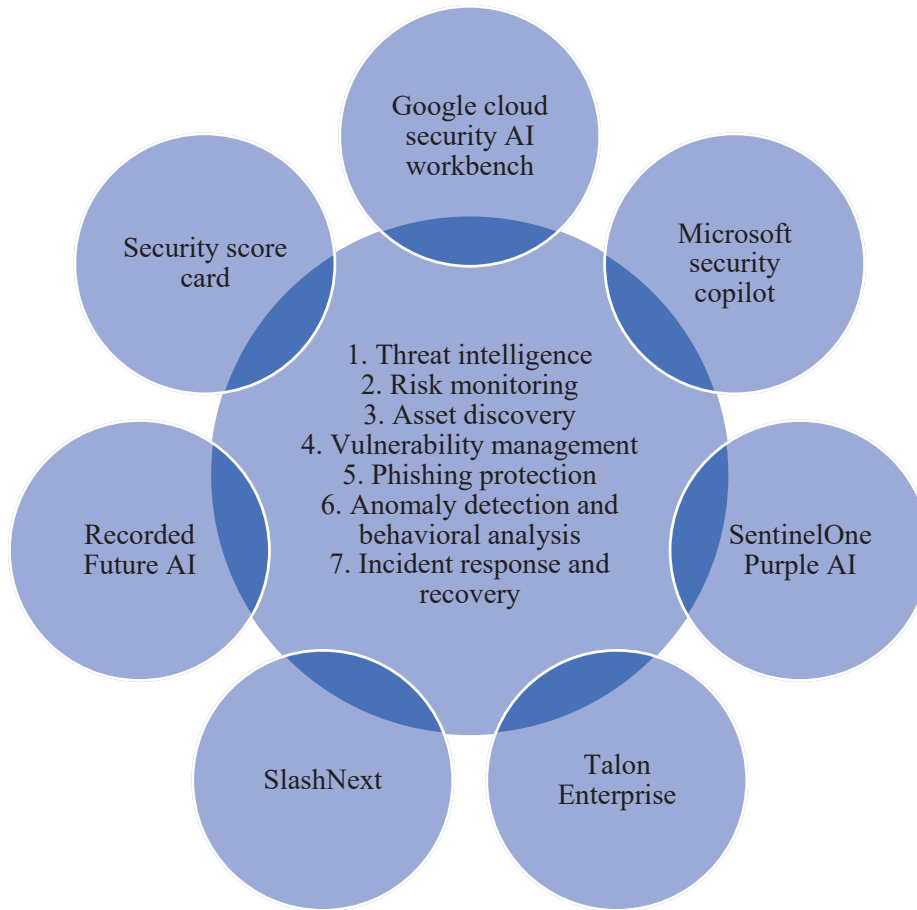 Google cloud
security AI
workbench
Security score
card
Microsoft
security
copilot
1. Threat intelligence
2. Risk monitoring
3. Asset discovery
4. Vulnerability management
5. Phishing protection
6. Anomaly detection and
behavioral analysis
7. Incident response and
recovery
Recorded
Future AI
SentinelOne
Purple AI
SlashNext
Talon
Enterprise